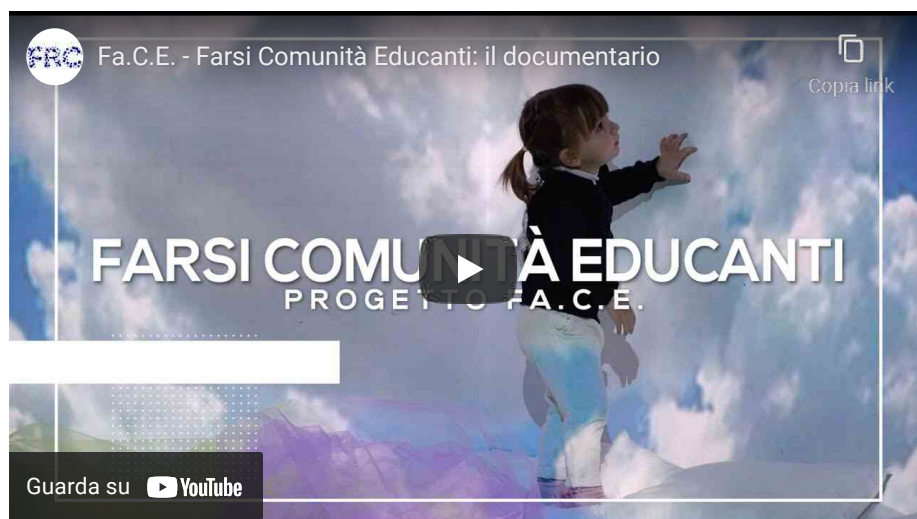 FRC
Fa.C.E. - Farsi Comunità Educanti: il documentario
Copia link
FARSI COMUNITÀ EDUCANTI
PROGETTO FA.C.E.
Guarda su YouTube